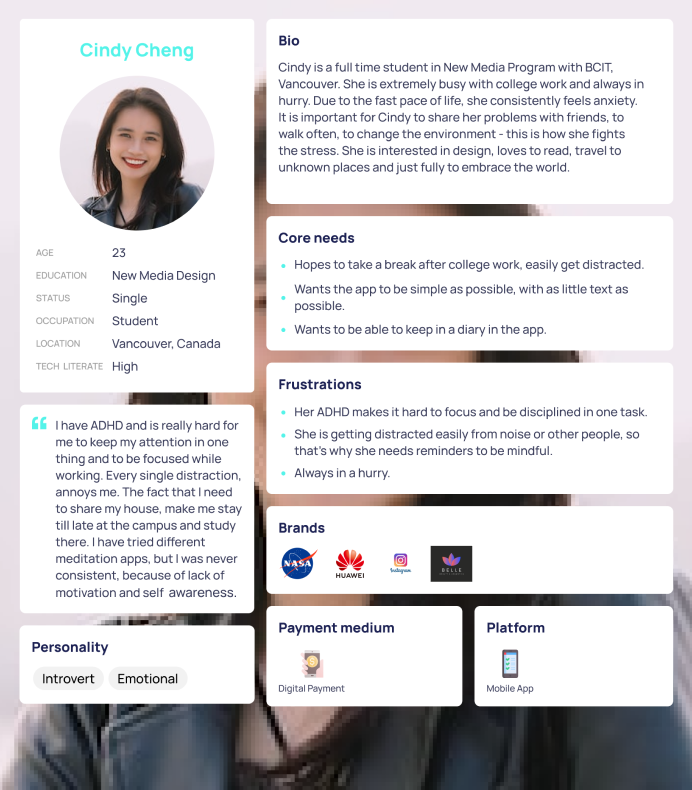 Cindy Cheng
AGE 23
EDUCATION New Media Design
STATUS Single
OCCUPATION Student
LOCATION Vancouver, Canada
TECH LITERATE High
“ I have ADHD and is really hard for
me to keep my attention in one
thing and to be focused while
working. Every single distraction,
annoys me. The fact that I need
to share my house, make me stay
till late at the campus and study
there. I have tried different
meditation apps, but I was never
consistent, because of lack of
motivation and self awareness.
Personality
Introvert Emotional
Bio
Cindy is a full time student in New Media Program with BCIT,
Vancouver. She is extremely busy with college work and always in
hurry. Due to the fast pace of life, she consistently feels anxiety.
It is important for Cindy to share her problems with friends, to
walk often, to change the environment - this is how she fights
the stress. She is interested in design, loves to read, travel to
unknown places and just fully to embrace the world.
Core needs
Hopes to take a break after college work, easily get distracted.
Wants the app to be simple as possible, with as little text as
possible.
Wants to be able to keep in a diary in the app.
Frustrations
Her ADHD makes it hard to focus and be disciplined in one task.
She is getting distracted easily from noise or other people, so
that's why she needs reminders to be mindful.
Always in a hurry.
Brands
NASA HUAWEI Instagram BELLE
Payment medium
Digital Payment
Platform
Mobile App